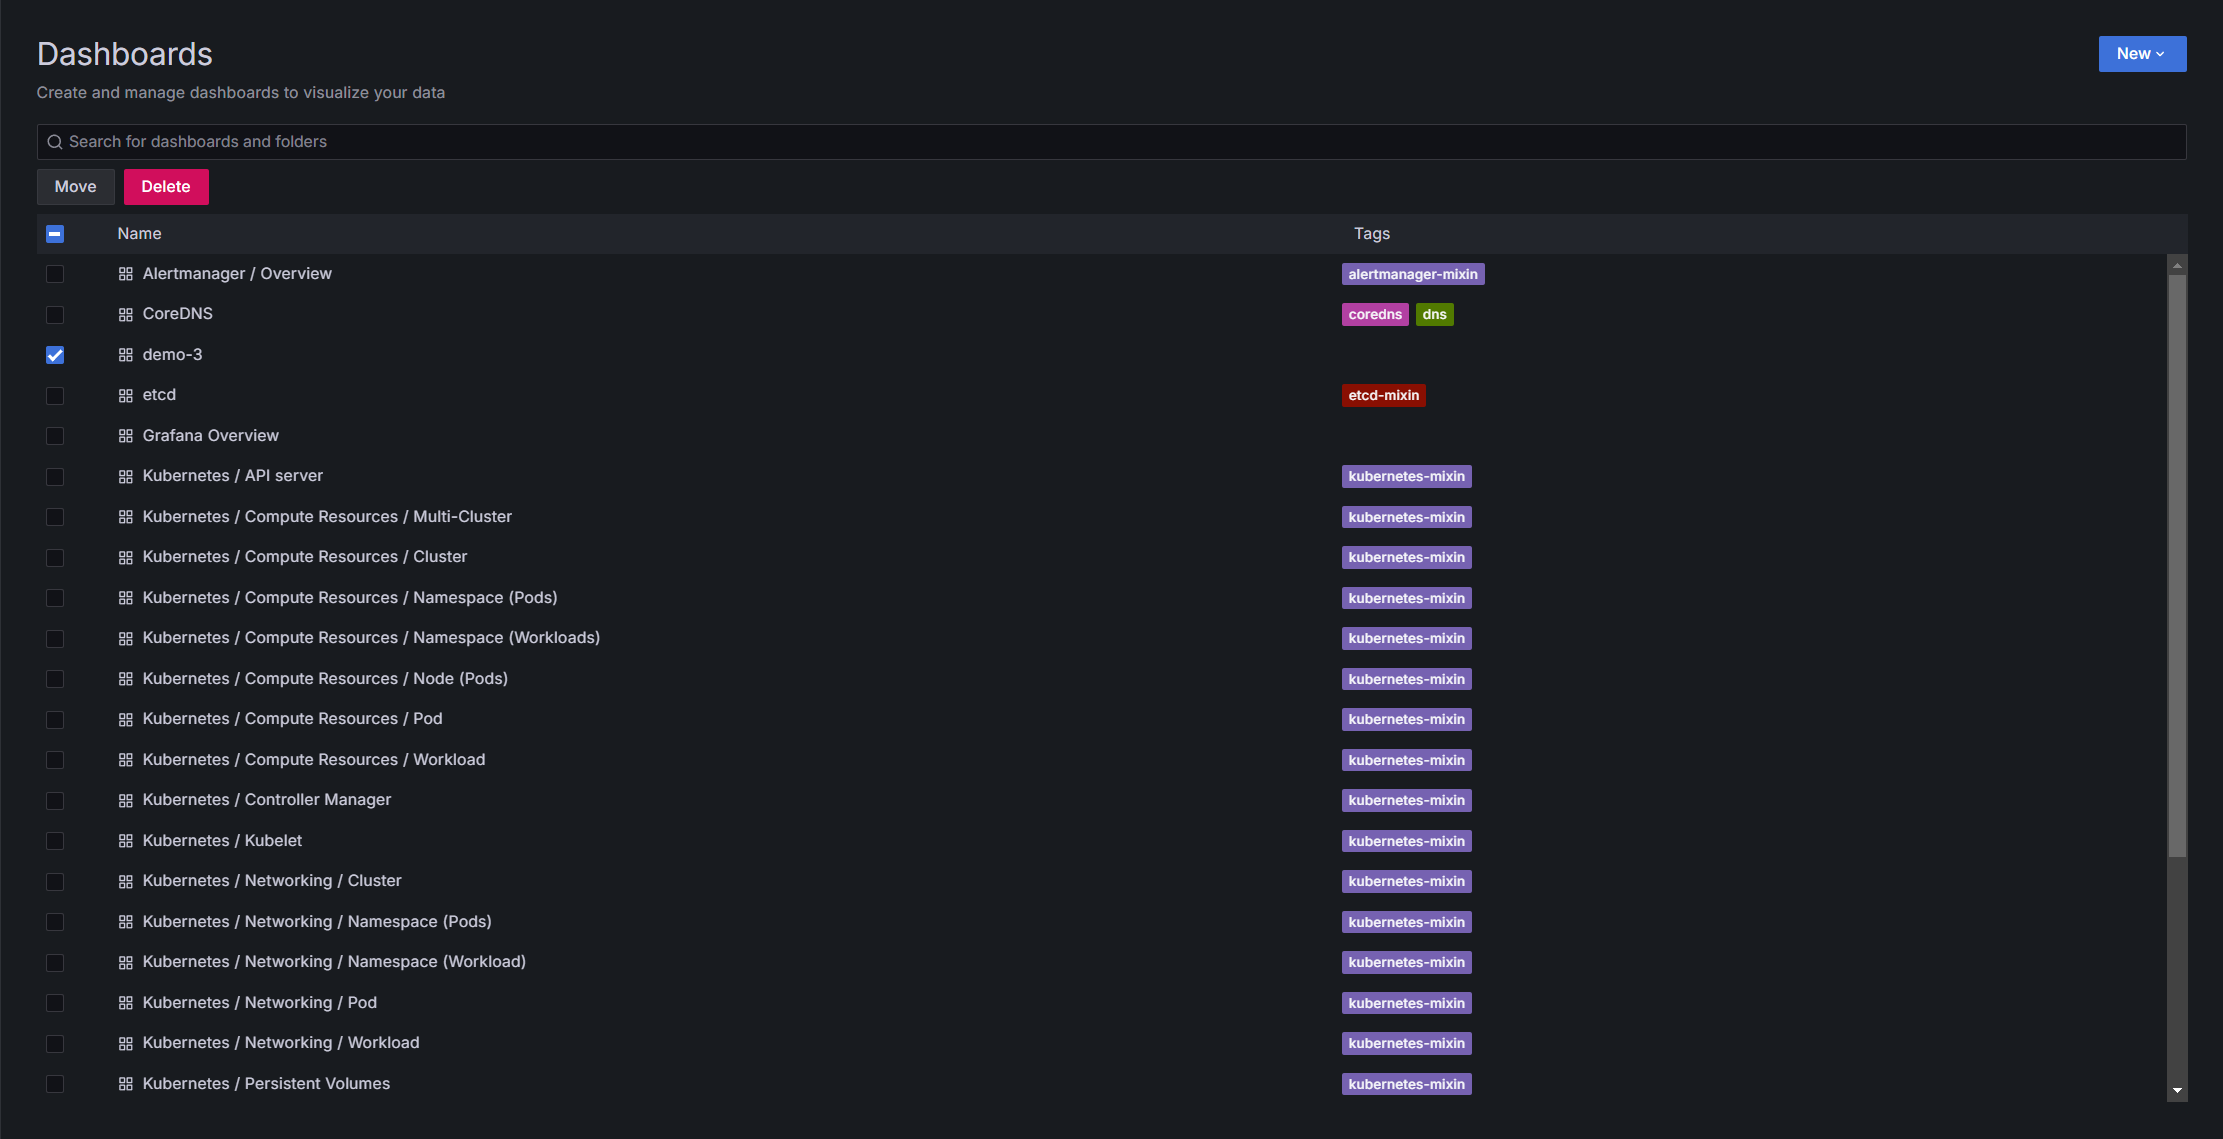 Dashboards
New
Create and manage dashboards to visualize your data
Search for dashboards and folders
Move Delete
Name Tags
Alertmanager / Overview alertmanager-mixin
CoreDNS coredns dns
demo-3
etcd etcd-mixin
Grafana Overview
Kubernetes / API server kubernetes-mixin
Kubernetes / Compute Resources / Multi-Cluster kubernetes-mixin
Kubernetes / Compute Resources / Cluster kubernetes-mixin
Kubernetes / Compute Resources / Namespace (Pods) kubernetes-mixin
Kubernetes / Compute Resources / Namespace (Workloads) kubernetes-mixin
Kubernetes / Compute Resources / Node (Pods) kubernetes-mixin
Kubernetes / Compute Resources / Pod kubernetes-mixin
Kubernetes / Compute Resources / Workload kubernetes-mixin
Kubernetes / Controller Manager kubernetes-mixin
Kubernetes / Kubelet kubernetes-mixin
Kubernetes / Networking / Cluster kubernetes-mixin
Kubernetes / Networking / Namespace (Pods) kubernetes-mixin
Kubernetes / Networking / Namespace (Workload) kubernetes-mixin
Kubernetes / Networking / Pod kubernetes-mixin
Kubernetes / Networking / Workload kubernetes-mixin
Kubernetes / Persistent Volumes kubernetes-mixin